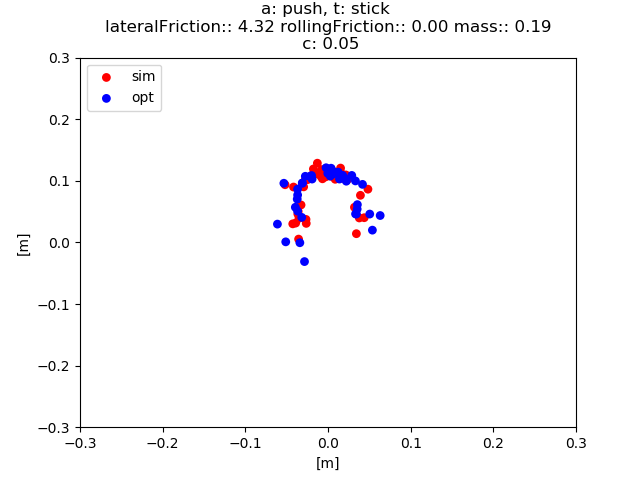 a: push, t: stick
lateralFriction:: 4.32 rollingFriction:: 0.00 mass:: 0.19
c: 0.05
sim
opt
0.3
0.2
0.1
0.0
−0.1
−0.2
−0.3
[m]
−0.3 −0.2 −0.1 0.0 0.1 0.2 0.3
[m]